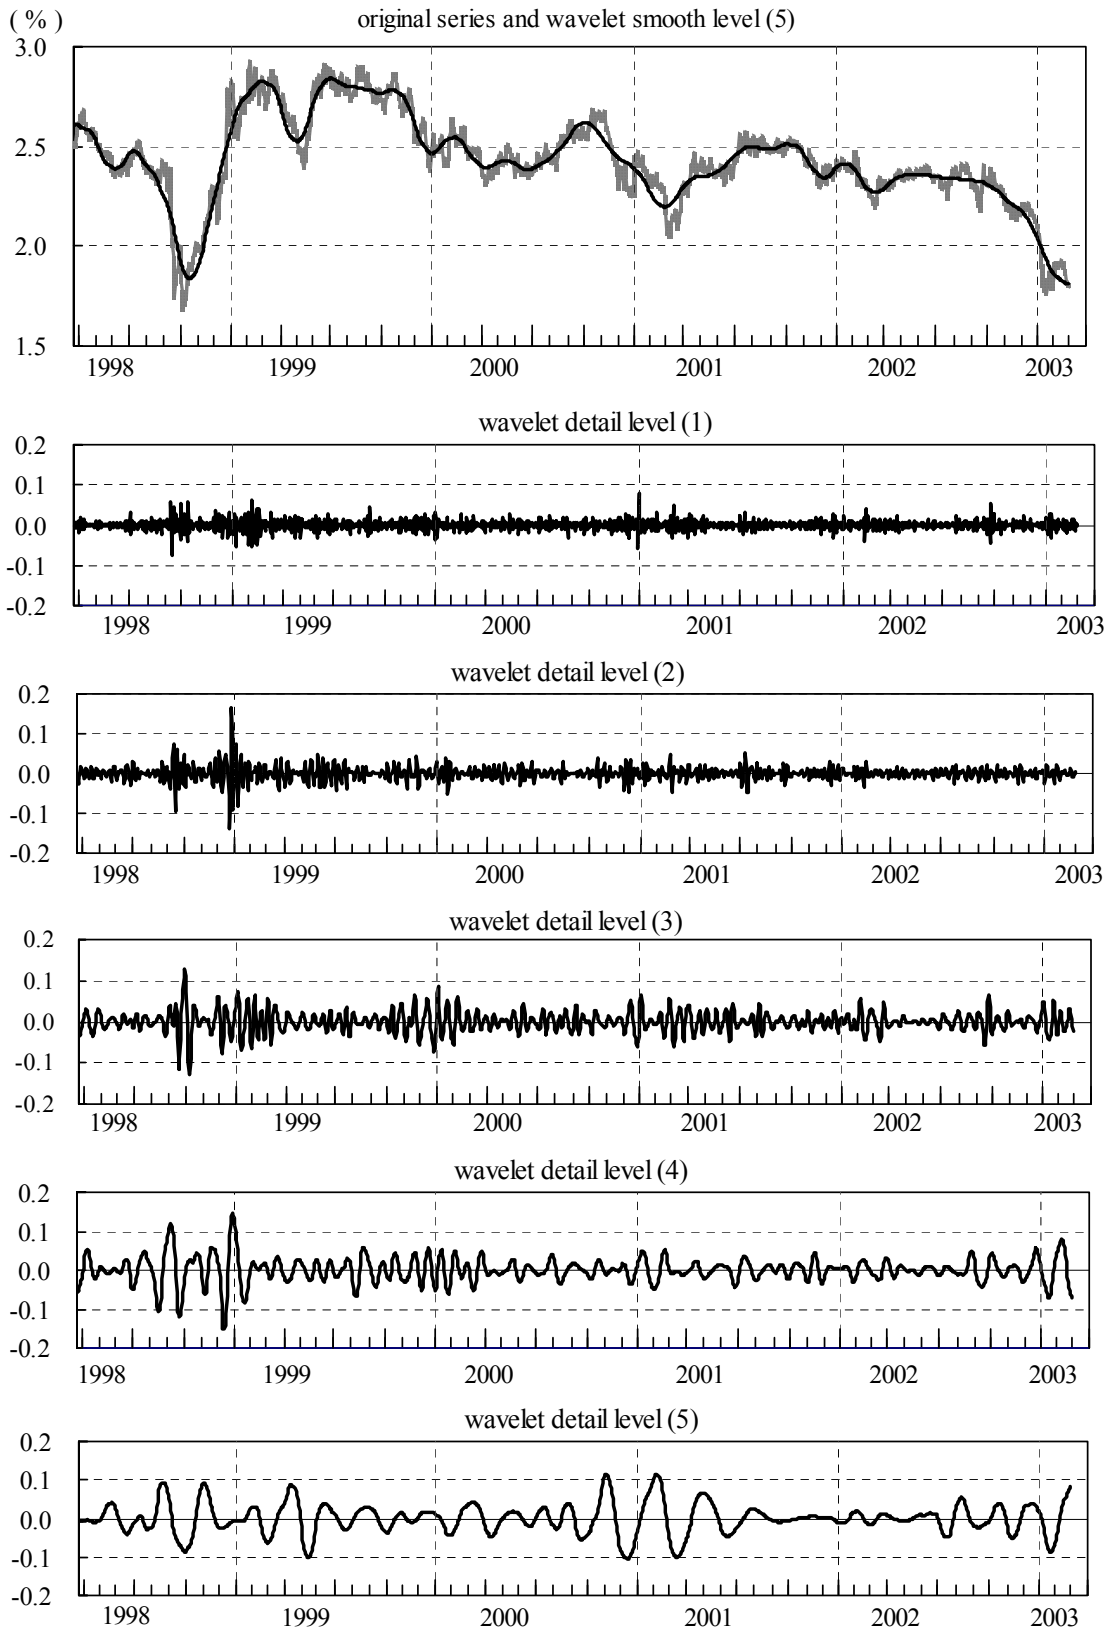 ( % ) original series and wavelet smooth level (5)
3.0
2.5
2.0
1.5
1998 1999 2000 2001 2002 2003
wavelet detail level (1)
0.2
0.1
0.0
-0.1
-0.2
1998 1999 2000 2001 2002 2003
wavelet detail level (2)
0.2
0.1
0.0
-0.1
-0.2
1998 1999 2000 2001 2002 2003
wavelet detail level (3)
0.2
0.1
0.0
-0.1
-0.2
1998 1999 2000 2001 2002 2003
wavelet detail level (4)
0.2
0.1
0.0
-0.1
-0.2
1998 1999 2000 2001 2002 2003
wavelet detail level (5)
0.2
0.1
0.0
-0.1
-0.2
1998 1999 2000 2001 2002 2003